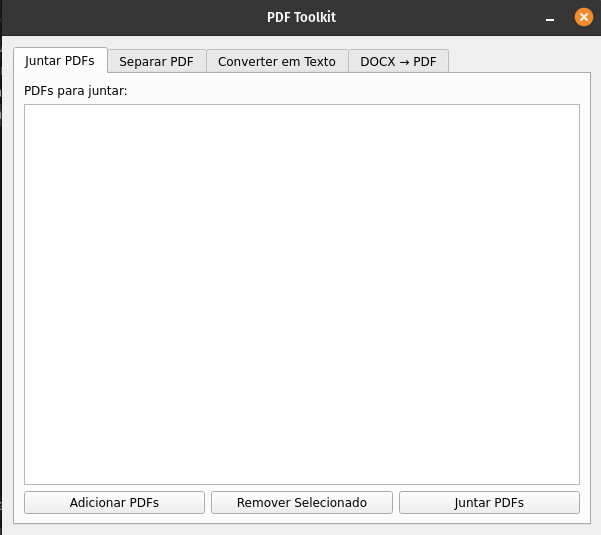 PDF Toolkit
Juntar PDFs Separar PDF Converter em Texto DOCX → PDF
PDFs para juntar:
Adicionar PDFs Remover Selecionado Juntar PDFs